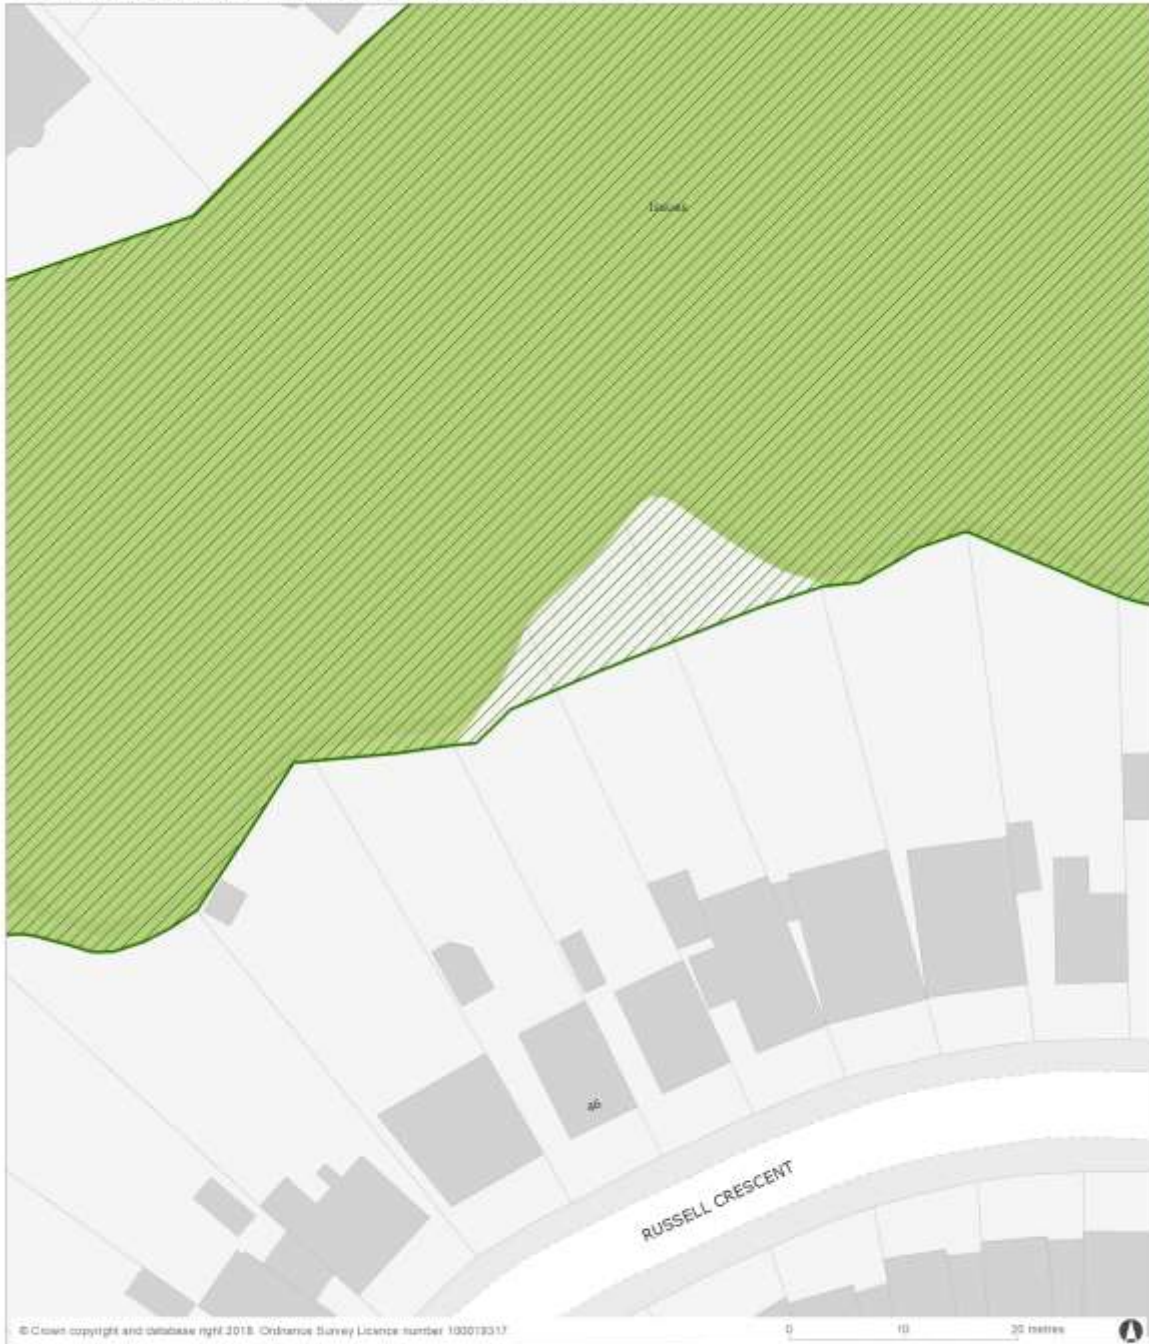 Issues
46
RUSSELL CRESCENT
© Crown copyright and database right 2018. Ordnance Survey Licence number 100019317
0 10 20 metres